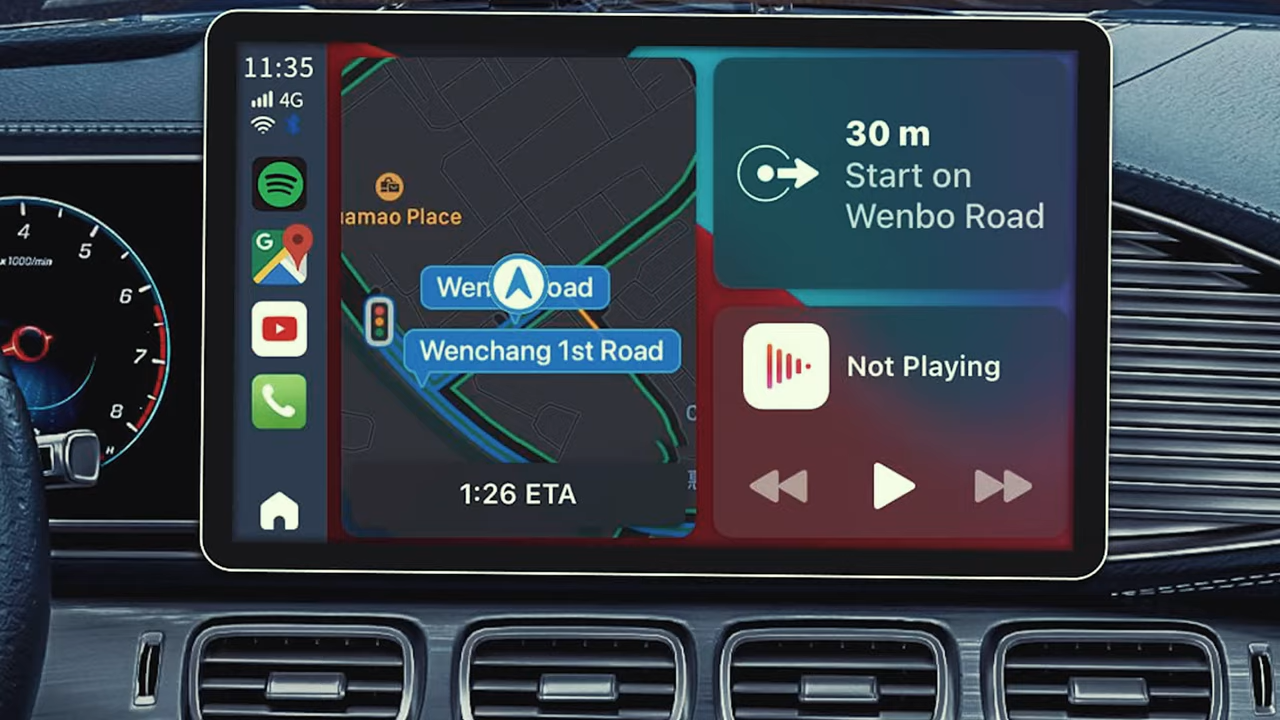 11:35
4G
4
5
x1000/min
6
7
8
H
G
amao Place
Wen oad
Wenchang 1st Road
1:26 ETA
30 m
Start on
Wenbo Road
Not Playing